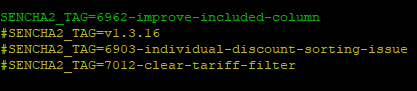 SENCHA2_TAG=6962-improve-included-column
#SENCHA2_TAG=v1.3.16
#SENCHA2_TAG=6903-individual-discount-sorting-issue
#SENCHA2_TAG=7012-clear-tariff-filter